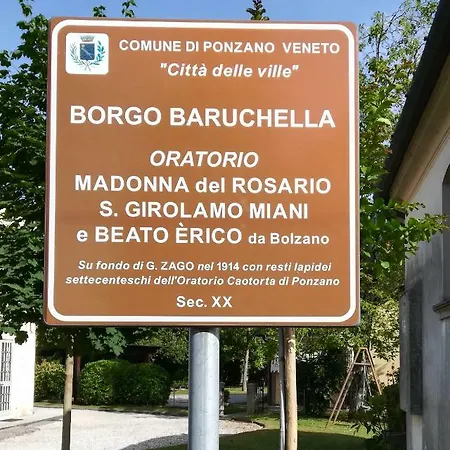 COMUNE DI PONZANO VENETO
"Città delle ville"
BORGO BARUCHELLA
ORATORIO
MADONNA del ROSARIO
S. GIROLAMO MIANI
e BEATO ÈRICO da Bolzano
Su fondo di G. ZAGO nel 1914 con resti lapidei
settecenteschi dell'Oratorio Caotorta di Ponzano
Sec. XX